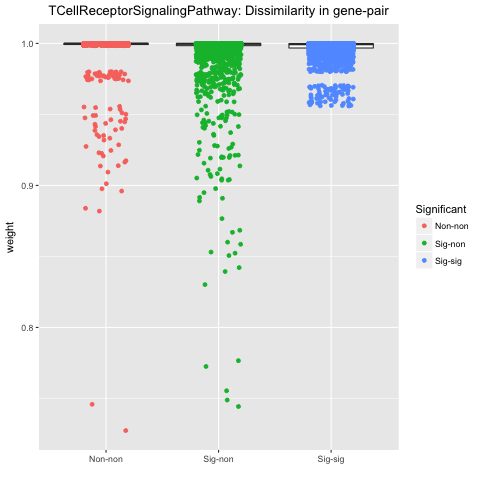 TCellReceptorSignalingPathway: Dissimilarity in gene-pair
weight
1.0
0.9
0.8
Non-non
Sig-non
Sig-sig
Significant
Non-non
Sig-non
Sig-sig